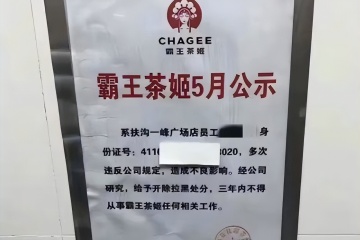 CHAGEE
霸王茶姬
霸王茶姬5月公示
系扶沟一峰广场店员工 身
份证号：4116 3020，多次
违反公司规定，造成不良影响。经公司
研究，给予开除拉黑处分，三年内不得
从事霸王茶姬任何相关工作。